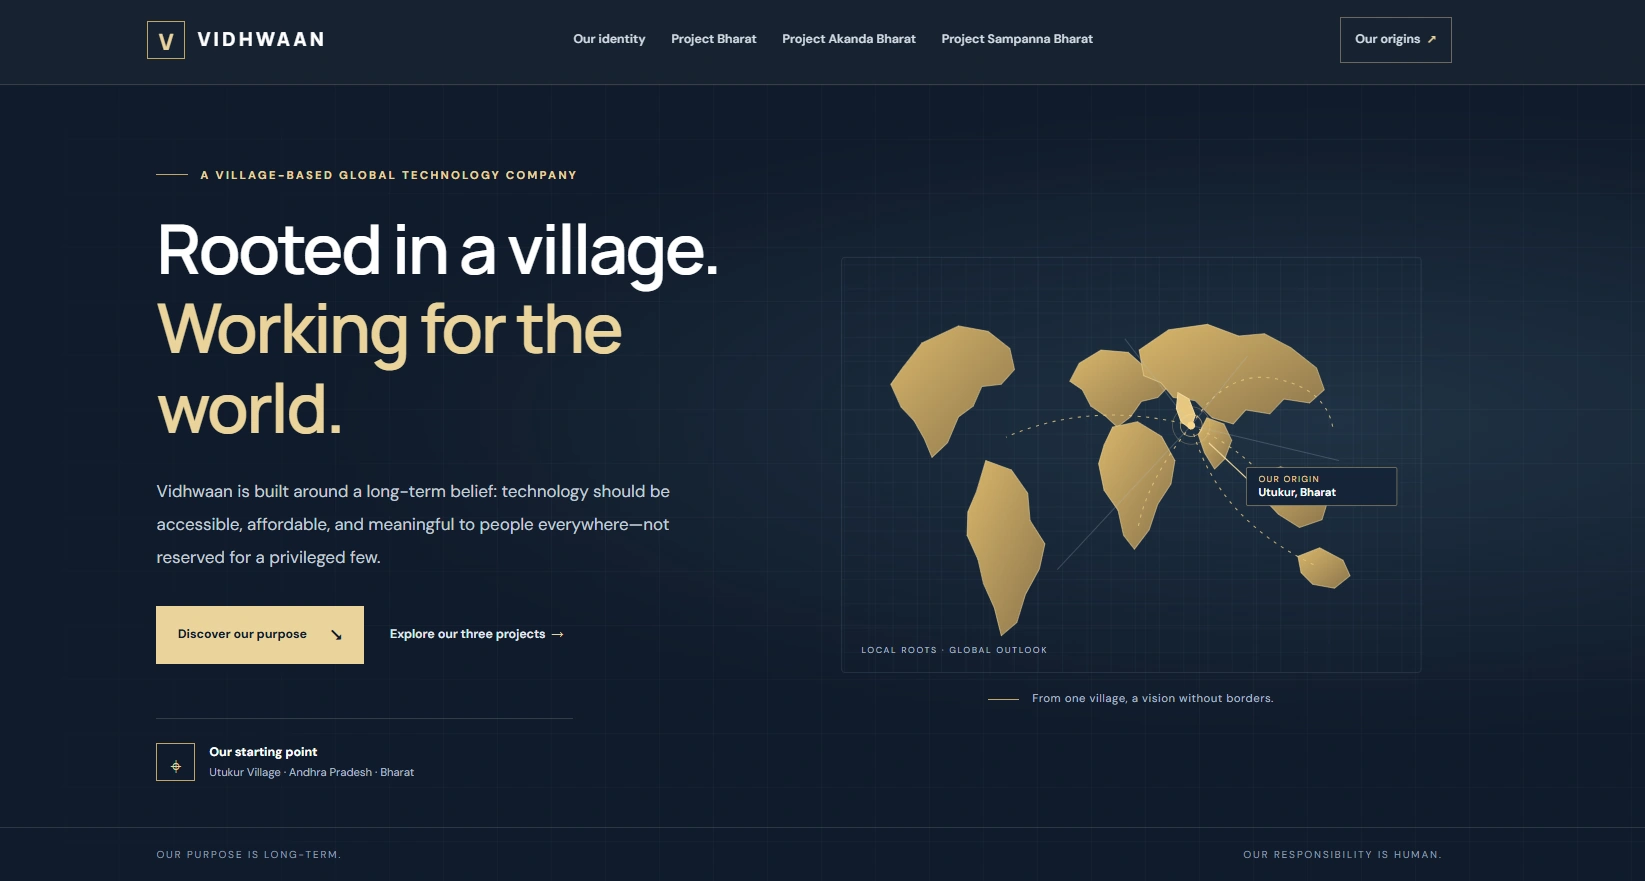 V VIDHWAAN
Our identity Project Bharat Project Akanda Bharat Project Sampanna Bharat
Our origins ↗
A VILLAGE-BASED GLOBAL TECHNOLOGY COMPANY
Rooted in a village.
Working for the
world.
Vidhwaan is built around a long-term belief: technology should be
accessible, affordable, and meaningful to people everywhere—not
reserved for a privileged few.
Discover our purpose ↘
Explore our three projects →
Our starting point
Utukur Village · Andhra Pradesh · Bharat
OUR ORIGIN
Utukur, Bharat
LOCAL ROOTS · GLOBAL OUTLOOK
From one village, a vision without borders.
OUR PURPOSE IS LONG-TERM.
OUR RESPONSIBILITY IS HUMAN.